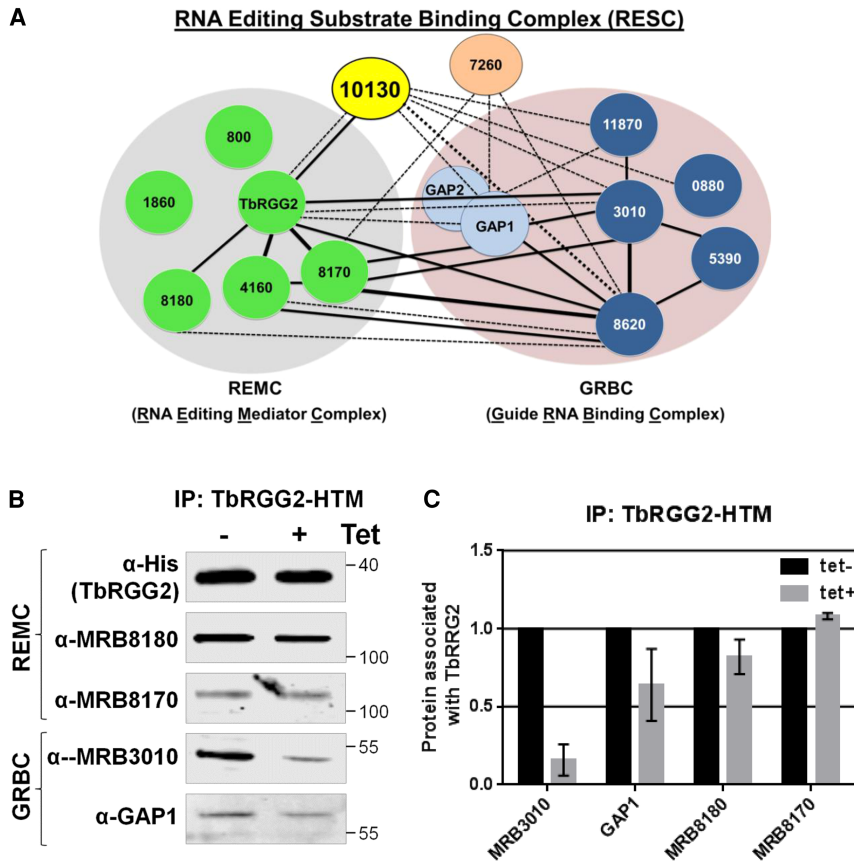 A
RNA Editing Substrate Binding Complex (RESC)
10130
7260
800
11870
1860
TbRGG2
GAP2
GAP1
3010
0880
8180
4160
8170
5390
8620
REMC
(RNA Editing Mediator Complex)
GRBC
(Guide RNA Binding Complex)
B
IP: TbRGG2-HTM
- + Tet
REMC
α-His
(TbRGG2)
40
α-MRB8180
100
α-MRB8170
100
GRBC
α--MRB3010
55
α-GAP1
55
C
IP: TbRGG2-HTM
Protein associated
with TbRRG2
1.5
1.0
0.5
0.0
tet-
tet+
MRB3010
GAP1
MRB8180
MRB8170